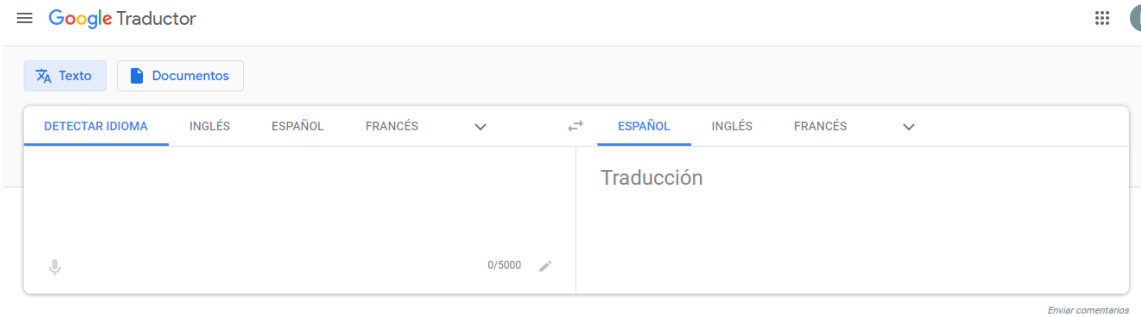 Google Traductor
Texto Documentos
DETECTAR IDIOMA INGLÉS ESPAÑOL FRANCÉS ESPAÑOL INGLÉS FRANCÉS
Traducción
0/5000
Enviar comentarios